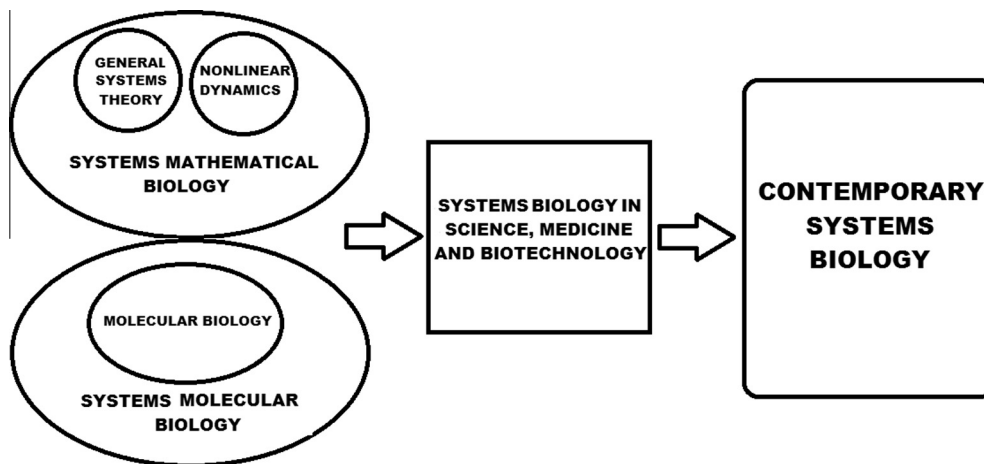 GENERAL
SYSTEMS
THEORY
NONLINEAR
DYNAMICS
SYSTEMS MATHEMATICAL
BIOLOGY
MOLECULAR BIOLOGY
SYSTEMS MOLECULAR
BIOLOGY
SYSTEMS BIOLOGY IN
SCIENCE, MEDICINE
AND BIOTECHNOLOGY
CONTEMPORARY
SYSTEMS
BIOLOGY